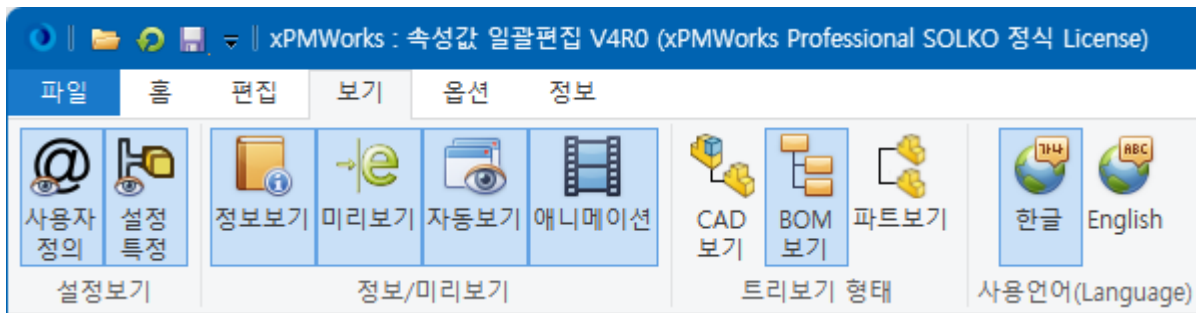 xPMWorks : 속성값 일괄편집 V4R0 (xPMWorks Professional SOLKO 정식 License)
파일 홈 편집 보기 옵션 정보
가나 ABC
사용자 설정 정보보기 미리보기 자동보기 애니메이션 CAD BOM 파트보기 한글 English
정의 특정 보기 보기
설정보기 정보/미리보기 트리보기 형태 사용언어(Language)